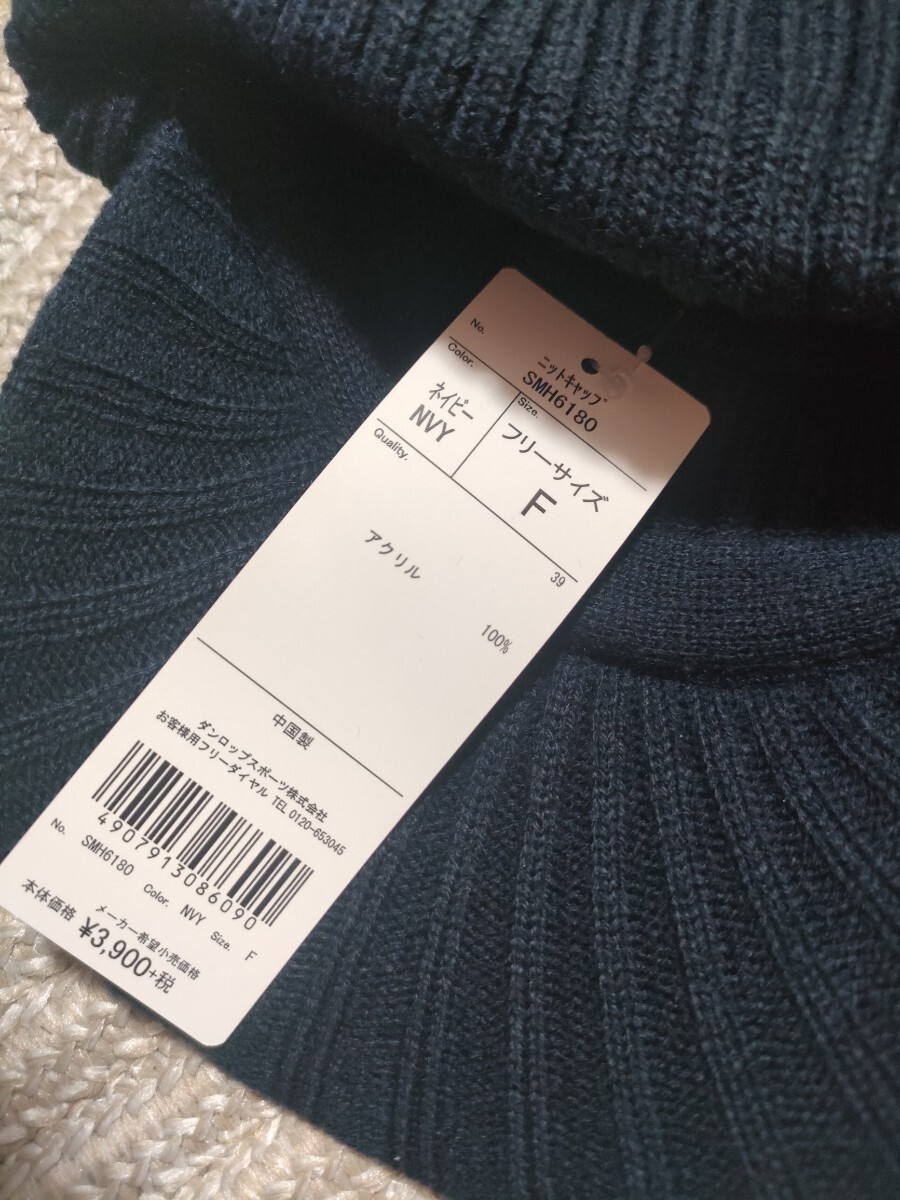 No.
ニットキャップ
SMH6180
Color.
Size.
ネイビー
NVY
フリーサイズ
F
Quality.
39
アクリル
100%
中国製
ダンロップスポーツ株式会社
お客様用フリーダイヤル TEL 0120-653045
4907913086090
No. SMH6180 Color. NVY Size. F
メーカー希望小売価格
本体価格 ¥3,900+税